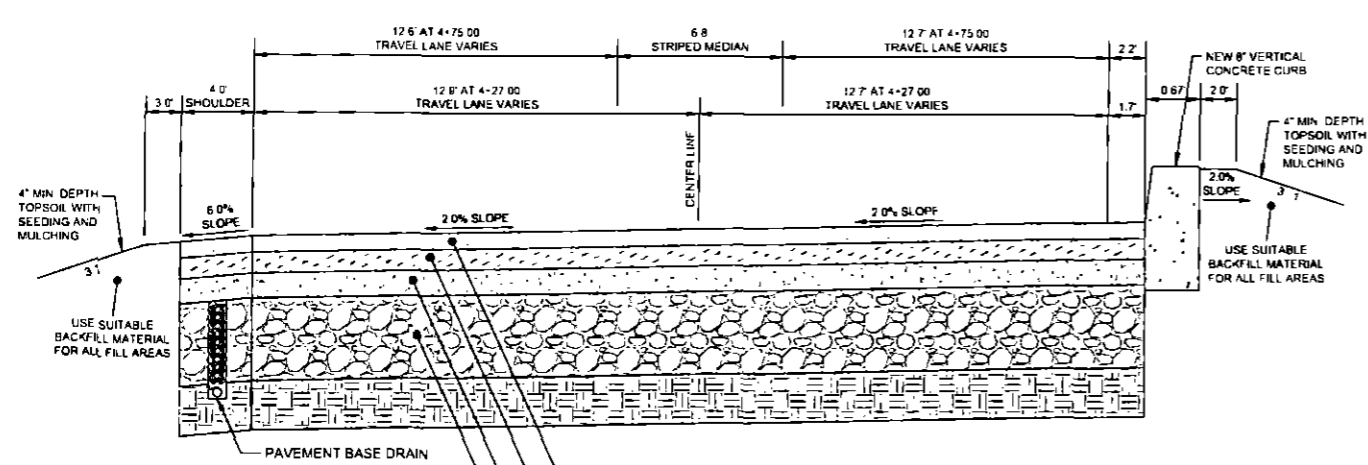 12.6' AT 4+75.00
TRAVEL LANE VARIES
6.8
STRIPED MEDIAN
12.7' AT 4+75.00
TRAVEL LANE VARIES
2.2'
NEW 8" VERTICAL
CONCRETE CURB
3.0'
4.0'
SHOULDER
12.9' AT 4+27.00
TRAVEL LANE VARIES
12.7' AT 4+27.00
TRAVEL LANE VARIES
1.7'
0.67'
2.0'
4" MIN. DEPTH
TOPSOIL WITH
SEEDING AND
MULCHING
CENTER LINE
4" MIN. DEPTH
TOPSOIL WITH
SEEDING AND
MULCHING
6.0%
SLOPE
2.0% SLOPE
2.0% SLOPE
2.0%
SLOPE
3:1
3:1
USE SUITABLE
BACKFILL MATERIAL
FOR ALL FILL AREAS
USE SUITABLE
BACKFILL MATERIAL
FOR ALL FILL AREAS
PAVEMENT BASE DRAIN